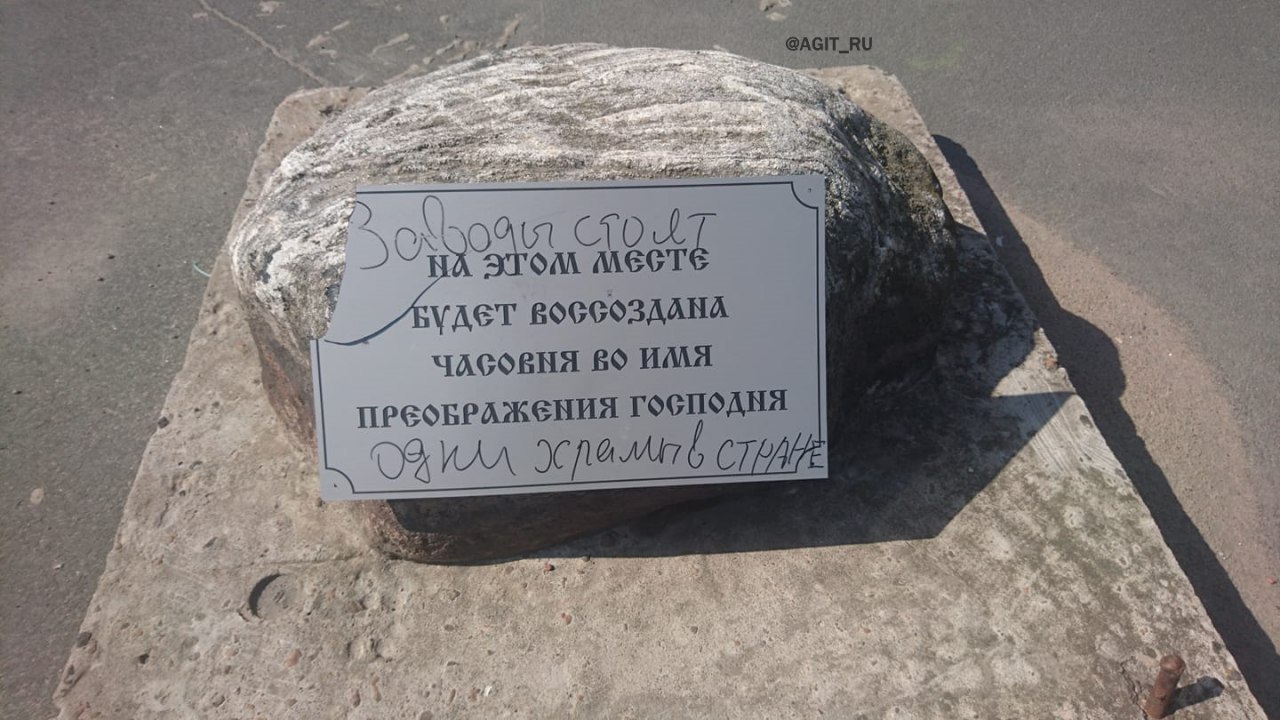 @AGIT_RU
Заводы стоят
НА ЭТОМ МЕСТЕ
БУДЕТ ВОССОЗДАНА
ЧАСОВНЯ ВО ИМЯ
ПРЕОБРАЖЕНИЯ ГОСПОДНЯ
одни храмы в СТРАНЕ